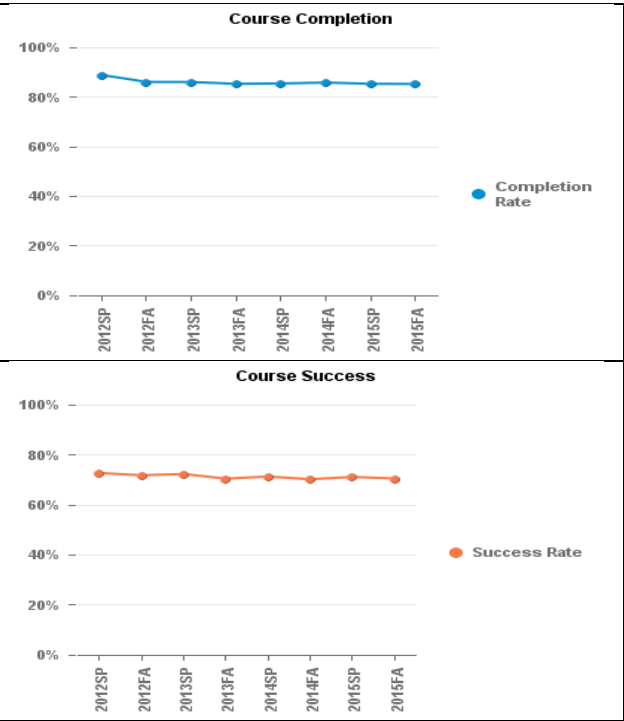 Course Completion
100%
80%
60%
40%
20%
0%
2012SP
2012FA
2013SP
2013FA
2014SP
2014FA
2015SP
2015FA
Completion
Rate
Course Success
100%
80%
60%
40%
20%
0%
2012SP
2012FA
2013SP
2013FA
2014SP
2014FA
2015SP
2015FA
Success Rate